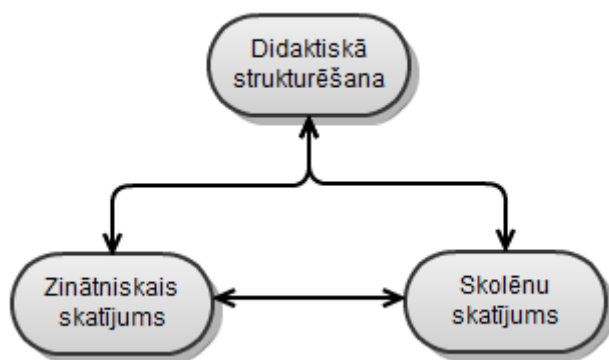 Didaktiskā
strukturēšana
Zinātniskais
skatījums
Skolēnu
skatījums